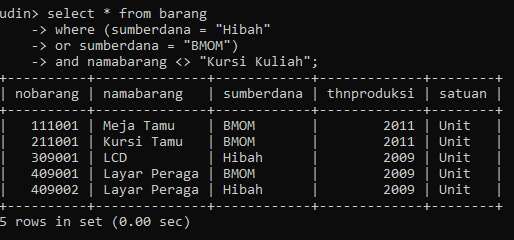 udin> select * from barang
-> where (sumberdana = "Hibah"
-> or sumberdana = "BMOM")
-> and namabarang <> "Kursi Kuliah";
+----------+--------------+------------+-------------+--------+
| nobarang | namabarang | sumberdana | thnproduksi | satuan |
+----------+--------------+------------+-------------+--------+
| 111001 | Meja Tamu | BMOM | 2011 | Unit |
| 211001 | Kursi Tamu | BMOM | 2011 | Unit |
| 309001 | LCD | Hibah | 2009 | Unit |
| 409001 | Layar Peraga | BMOM | 2009 | Unit |
| 409002 | Layar Peraga | Hibah | 2009 | Unit |
+----------+--------------+------------+-------------+--------+
5 rows in set (0.00 sec)